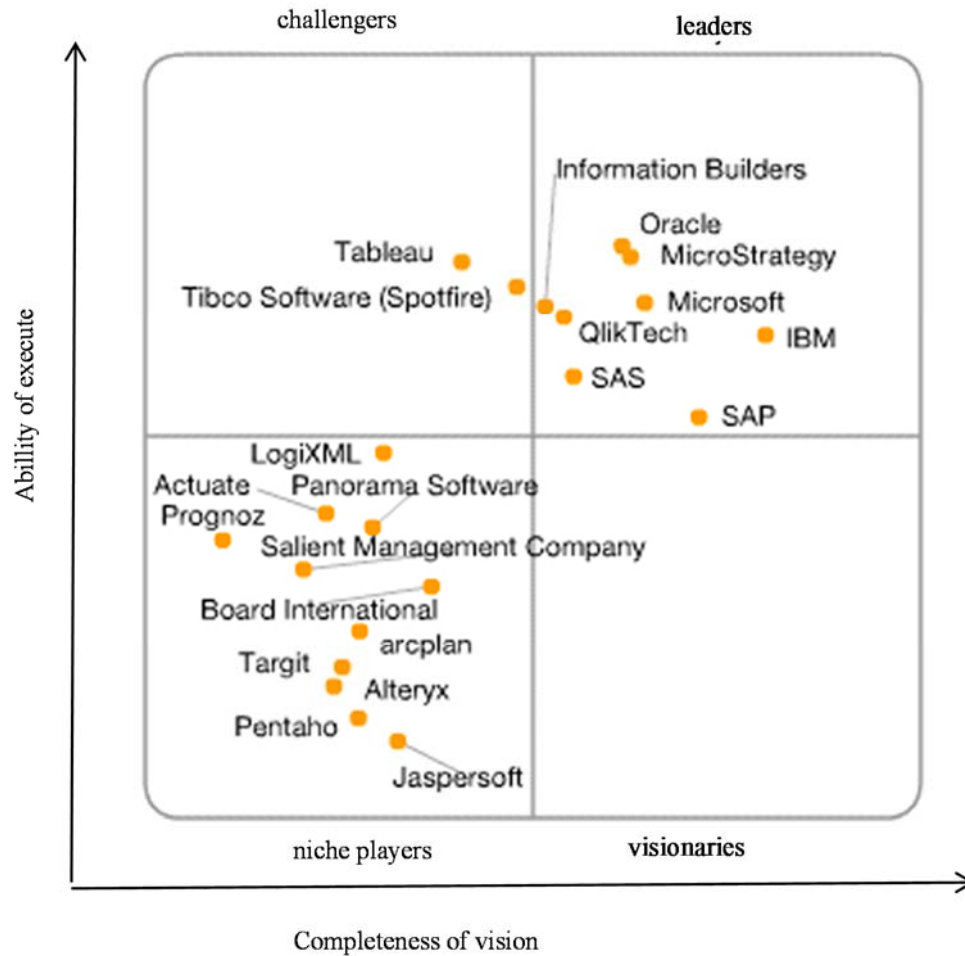 challengers
leaders
Information Builders
Oracle
Tableau
MicroStrategy
Tibco Software (Spotfire)
Microsoft
QlikTech
IBM
SAS
SAP
LogiXML
Actuate
Panorama Software
Prognoz
Salient Management Company
Board International
arcplan
Targit
Alteryx
Pentaho
Jaspersoft
Abillity of execute
niche players
visionaries
Completeness of vision